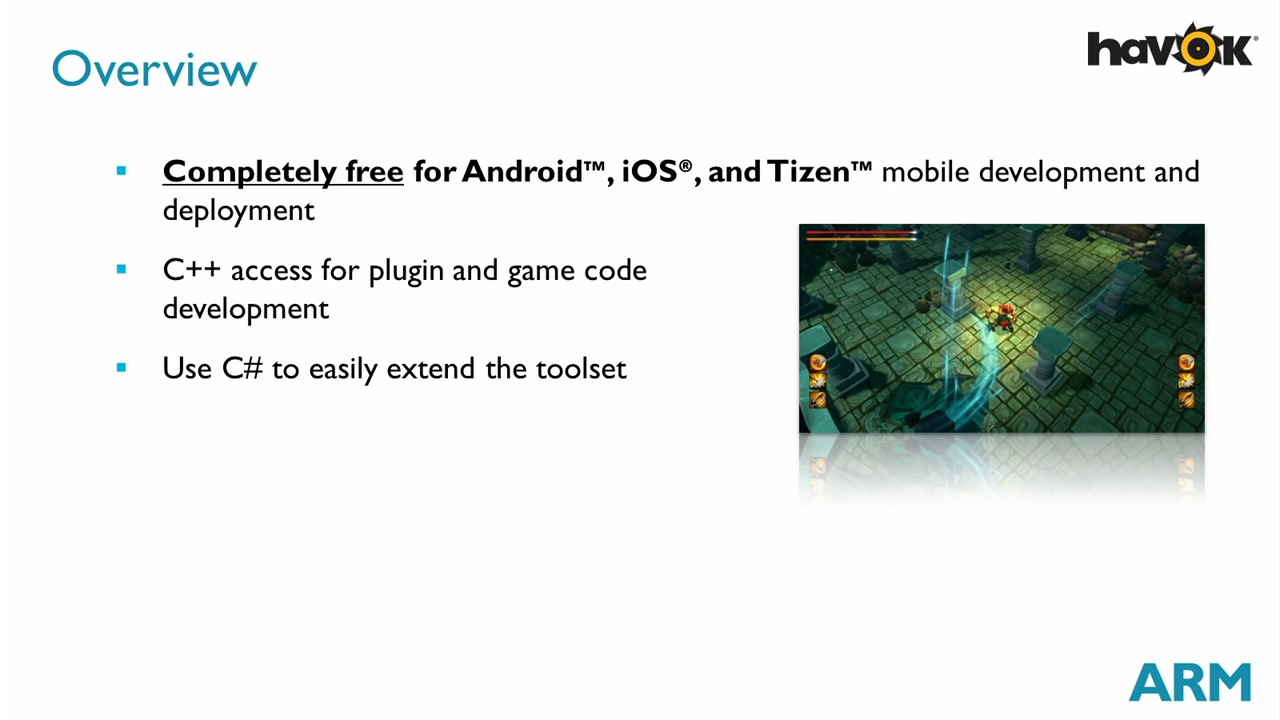 Overview
havok®
Completely free for Android™, iOS®, and Tizen™ mobile development and
deployment
C++ access for plugin and game code
development
Use C# to easily extend the toolset
ARM